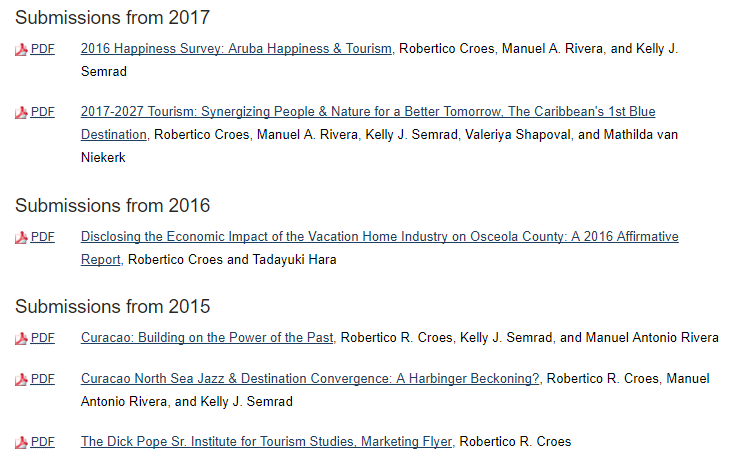 Submissions from 2017
PDF 2016 Happiness Survey: Aruba Happiness & Tourism, Robertico Croes, Manuel A. Rivera, and Kelly J.
Semrad
PDF 2017-2027 Tourism: Synergizing People & Nature for a Better Tomorrow, The Caribbean's 1st Blue
Destination, Robertico Croes, Manuel A. Rivera, Kelly J. Semrad, Valeriya Shapoval, and Mathilda van
Niekerk
Submissions from 2016
PDF Disclosing the Economic Impact of the Vacation Home Industry on Osceola County: A 2016 Affirmative
Report, Robertico Croes and Tadayuki Hara
Submissions from 2015
PDF Curacao: Building on the Power of the Past, Robertico R. Croes, Kelly J. Semrad, and Manuel Antonio Rivera
PDF Curacao North Sea Jazz & Destination Convergence: A Harbinger Beckoning?, Robertico R. Croes, Manuel
Antonio Rivera, and Kelly J. Semrad
PDF The Dick Pope Sr. Institute for Tourism Studies, Marketing Flyer, Robertico R. Croes